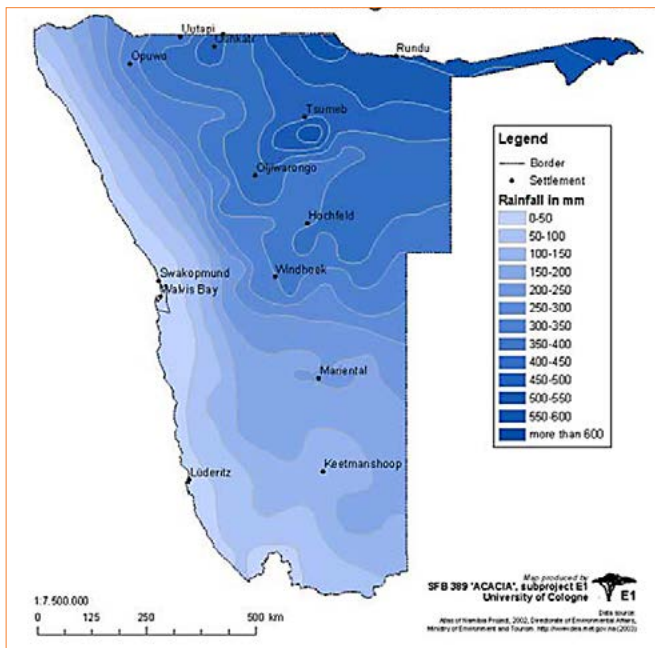 Uutapi
Oshikati
Opuwo
Rundu
Tsumeb
Otjiwarongo
Hochfeld
Windhoek
Swakopmund
Walvis Bay
Mariental
Keetmanshoop
Lüderitz
Legend
Border
Settlement
Rainfall in mm
0-50
50-100
100-150
150-200
200-250
250-300
300-350
350-400
400-450
450-500
500-550
550-600
more than 600
Map produced by
SFB 389 'ACACIA', subproject E1
University of Cologne
E1
Data source:
Atlas of Namibia Project, 2002, Directorate of Environmental Affairs,
Ministry of Environment and Tourism
1:7.500.000
0 125 250 500 km